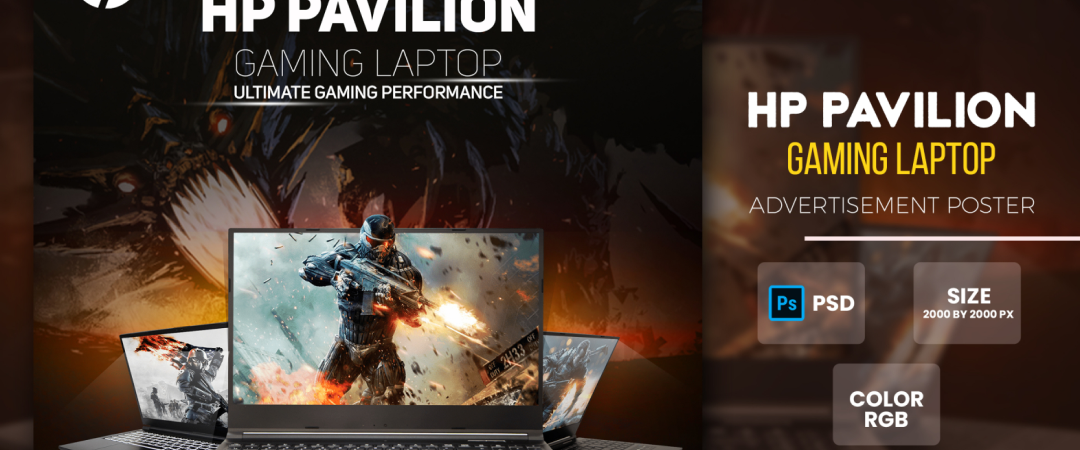 HP PAVILION
GAMING LAPTOP
ULTIMATE GAMING PERFORMANCE
HP PAVILION
GAMING LAPTOP
ADVERTISEMENT POSTER
Ps PSD
SIZE
2000 BY 2000 PX
COLOR
RGB
2433